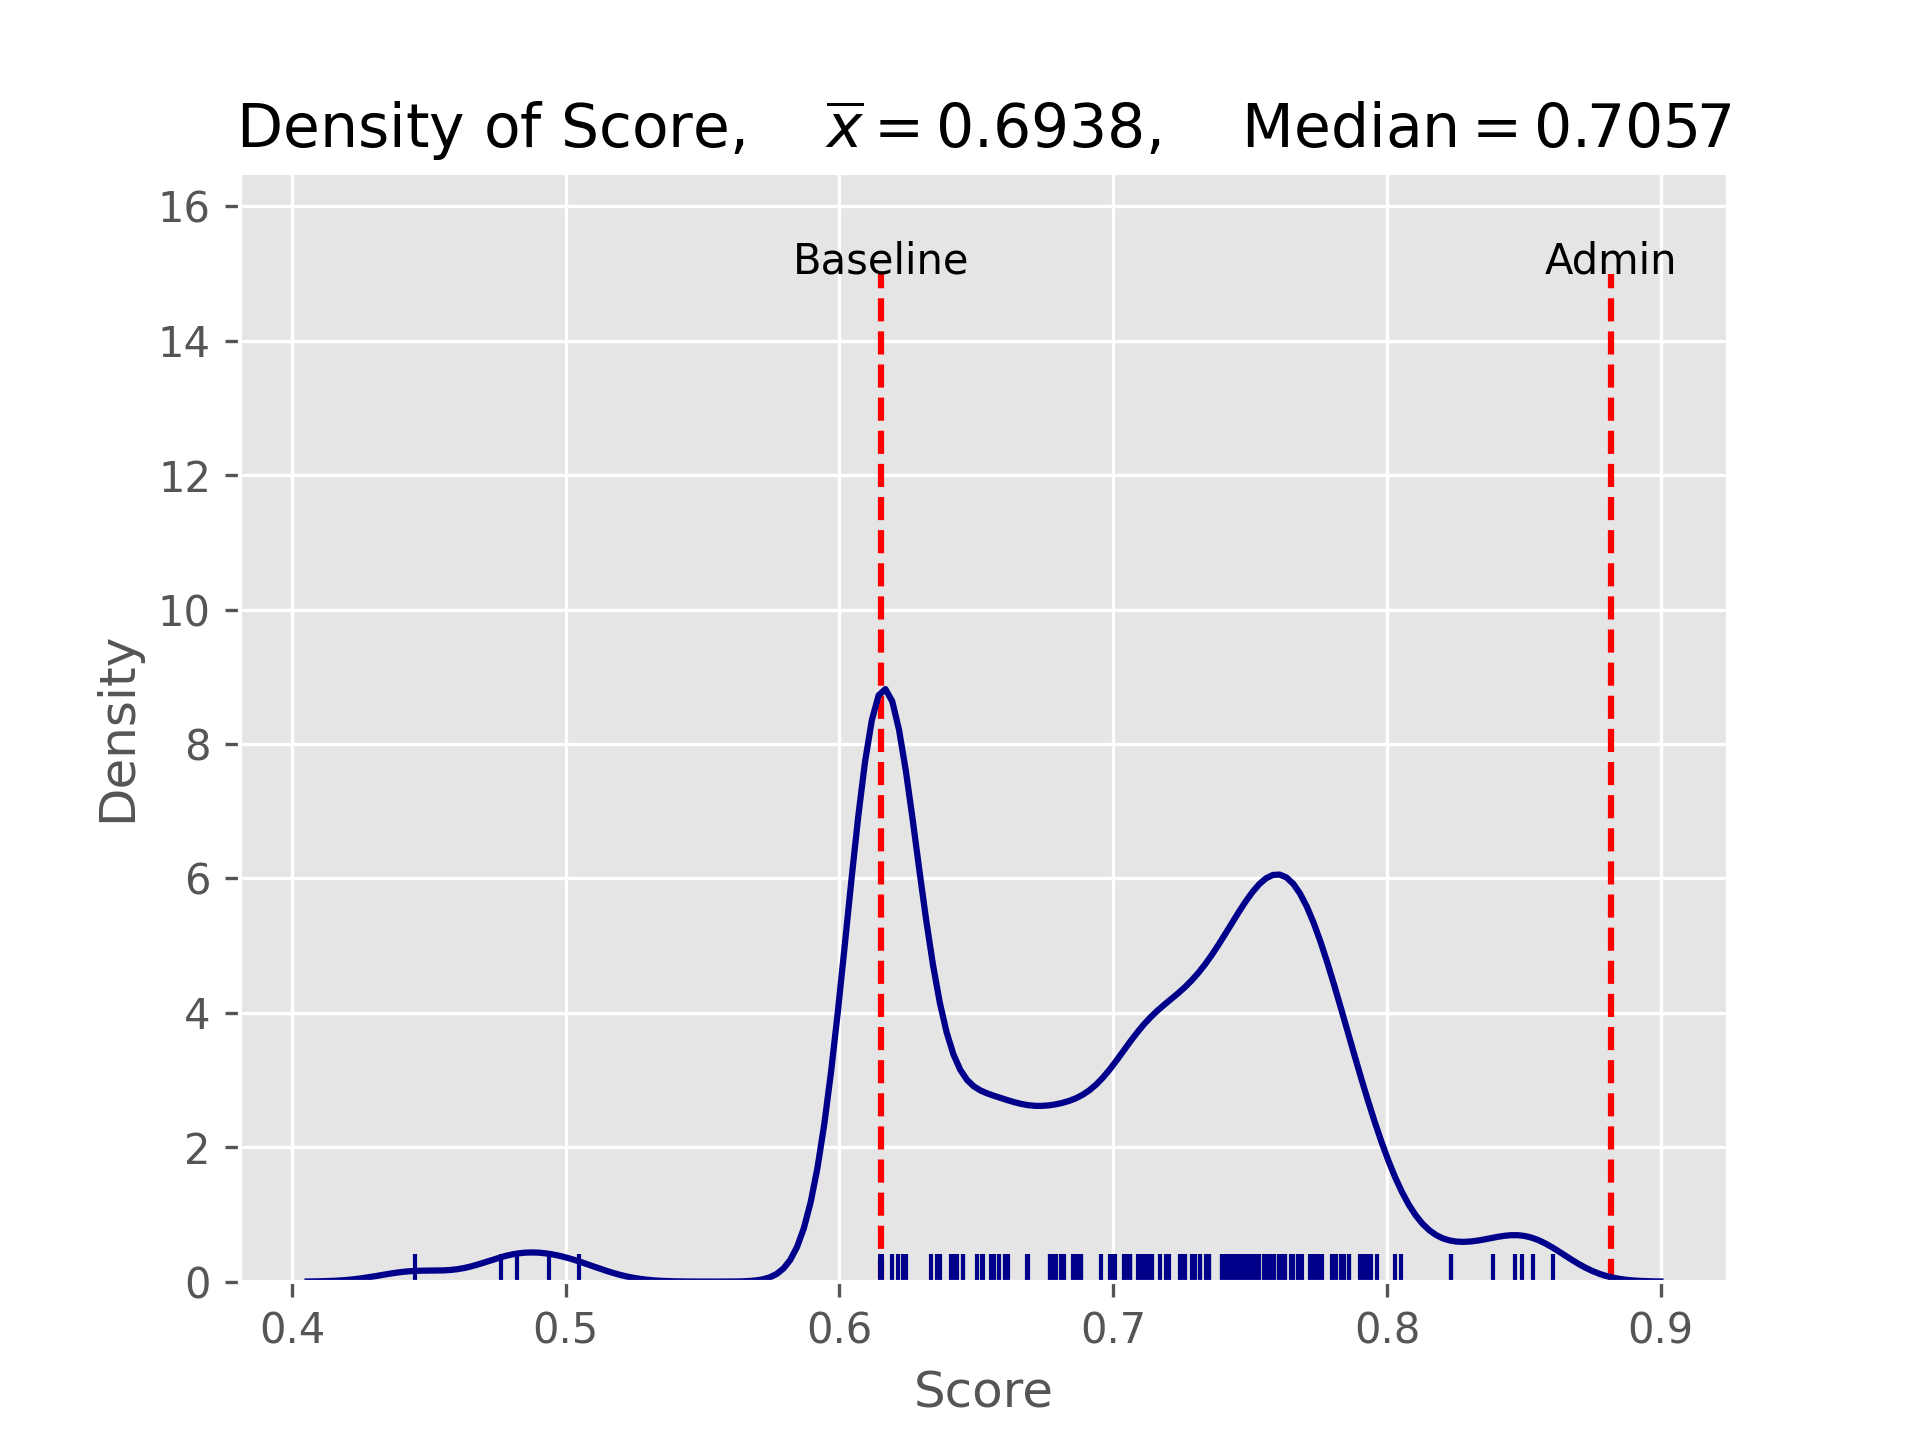 Density of Score, x̅ = 0.6938, Median = 0.7057
16
14
12
10
8
6
4
2
0
Density
Baseline
Admin
0.4 0.5 0.6 0.7 0.8 0.9
Score